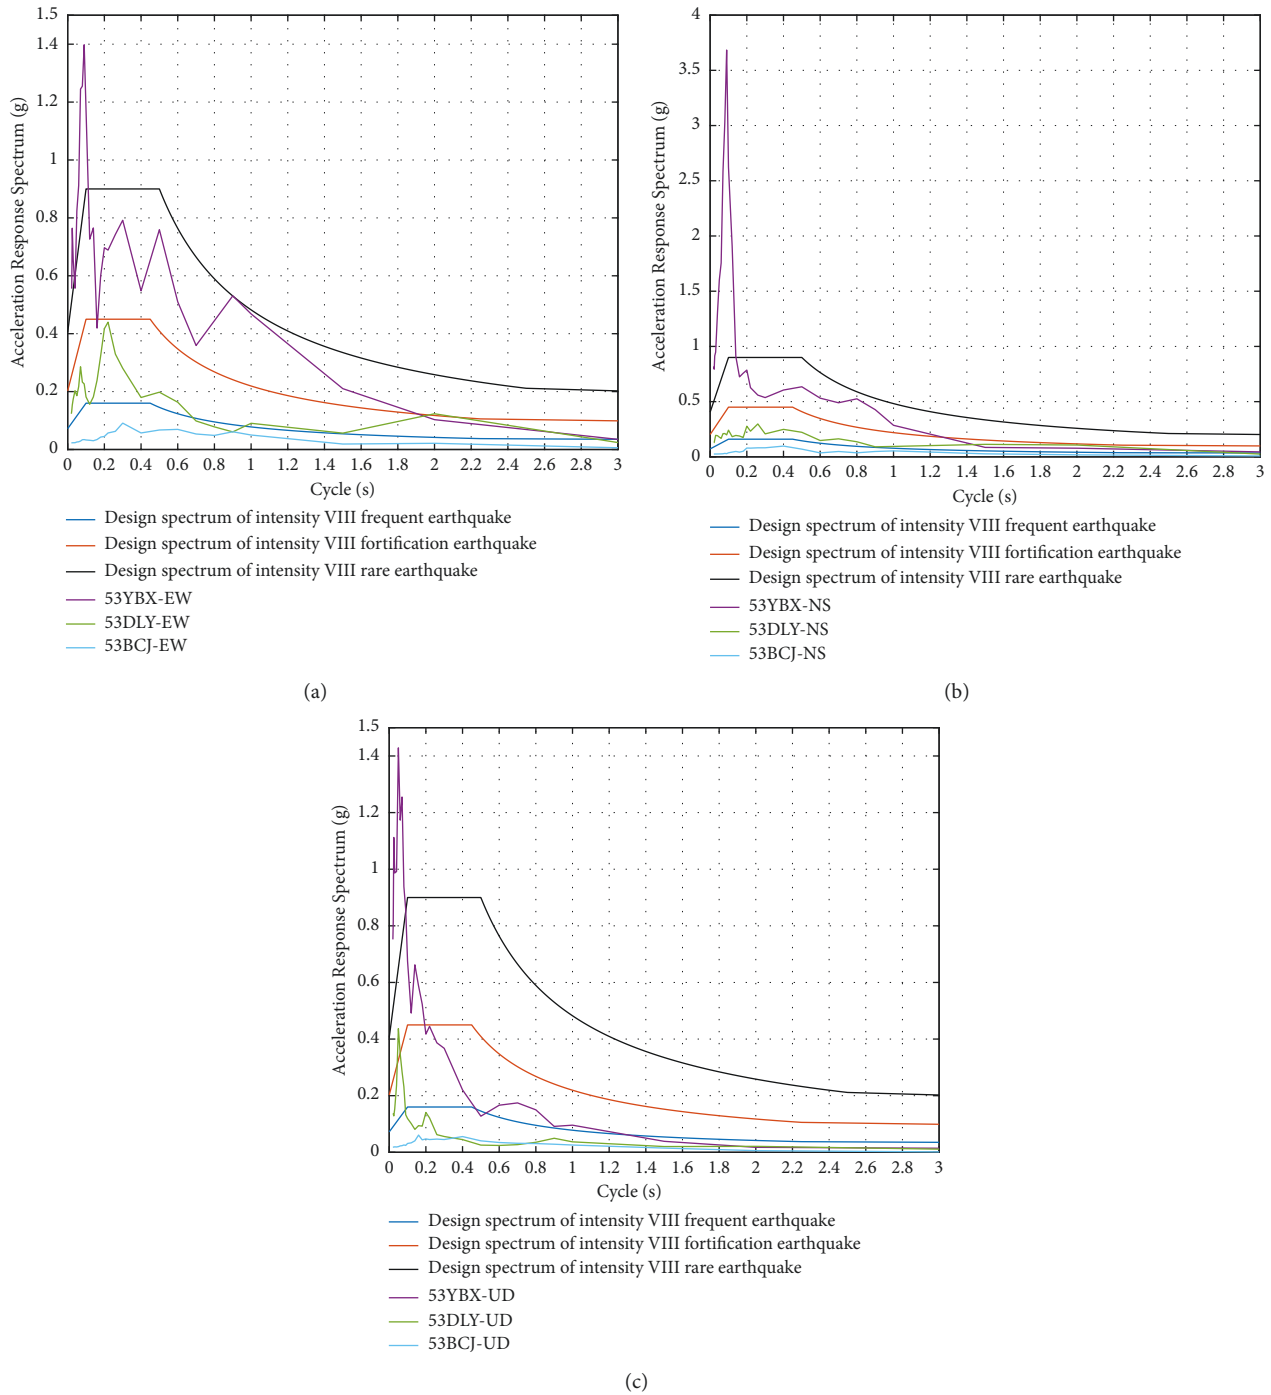 1.5
1.4
1.2
1
0.8
0.6
0.4
0.2
0
Acceleration Response Spectrum (g)
0 0.2 0.4 0.6 0.8 1 1.2 1.4 1.6 1.8 2 2.2 2.4 2.6 2.8 3
Cycle (s)
Design spectrum of intensity VIII frequent earthquake
Design spectrum of intensity VIII fortification earthquake
Design spectrum of intensity VIII rare earthquake
53YBX-EW
53DLY-EW
53BCJ-EW
(a)
4
3.5
3
2.5
2
1.5
1
0.5
0
Acceleration Response Spectrum (g)
0 0.2 0.4 0.6 0.8 1 1.2 1.4 1.6 1.8 2 2.2 2.4 2.6 2.8 3
Cycle (s)
Design spectrum of intensity VIII frequent earthquake
Design spectrum of intensity VIII fortification earthquake
Design spectrum of intensity VIII rare earthquake
53YBX-NS
53DLY-NS
53BCJ-NS
(b)
1.5
1.4
1.2
1
0.8
0.6
0.4
0.2
0
Acceleration Response Spectrum (g)
0 0.2 0.4 0.6 0.8 1 1.2 1.4 1.6 1.8 2 2.2 2.4 2.6 2.8 3
Cycle (s)
Design spectrum of intensity VIII frequent earthquake
Design spectrum of intensity VIII fortification earthquake
Design spectrum of intensity VIII rare earthquake
53YBX-UD
53DLY-UD
53BCJ-UD
(c)